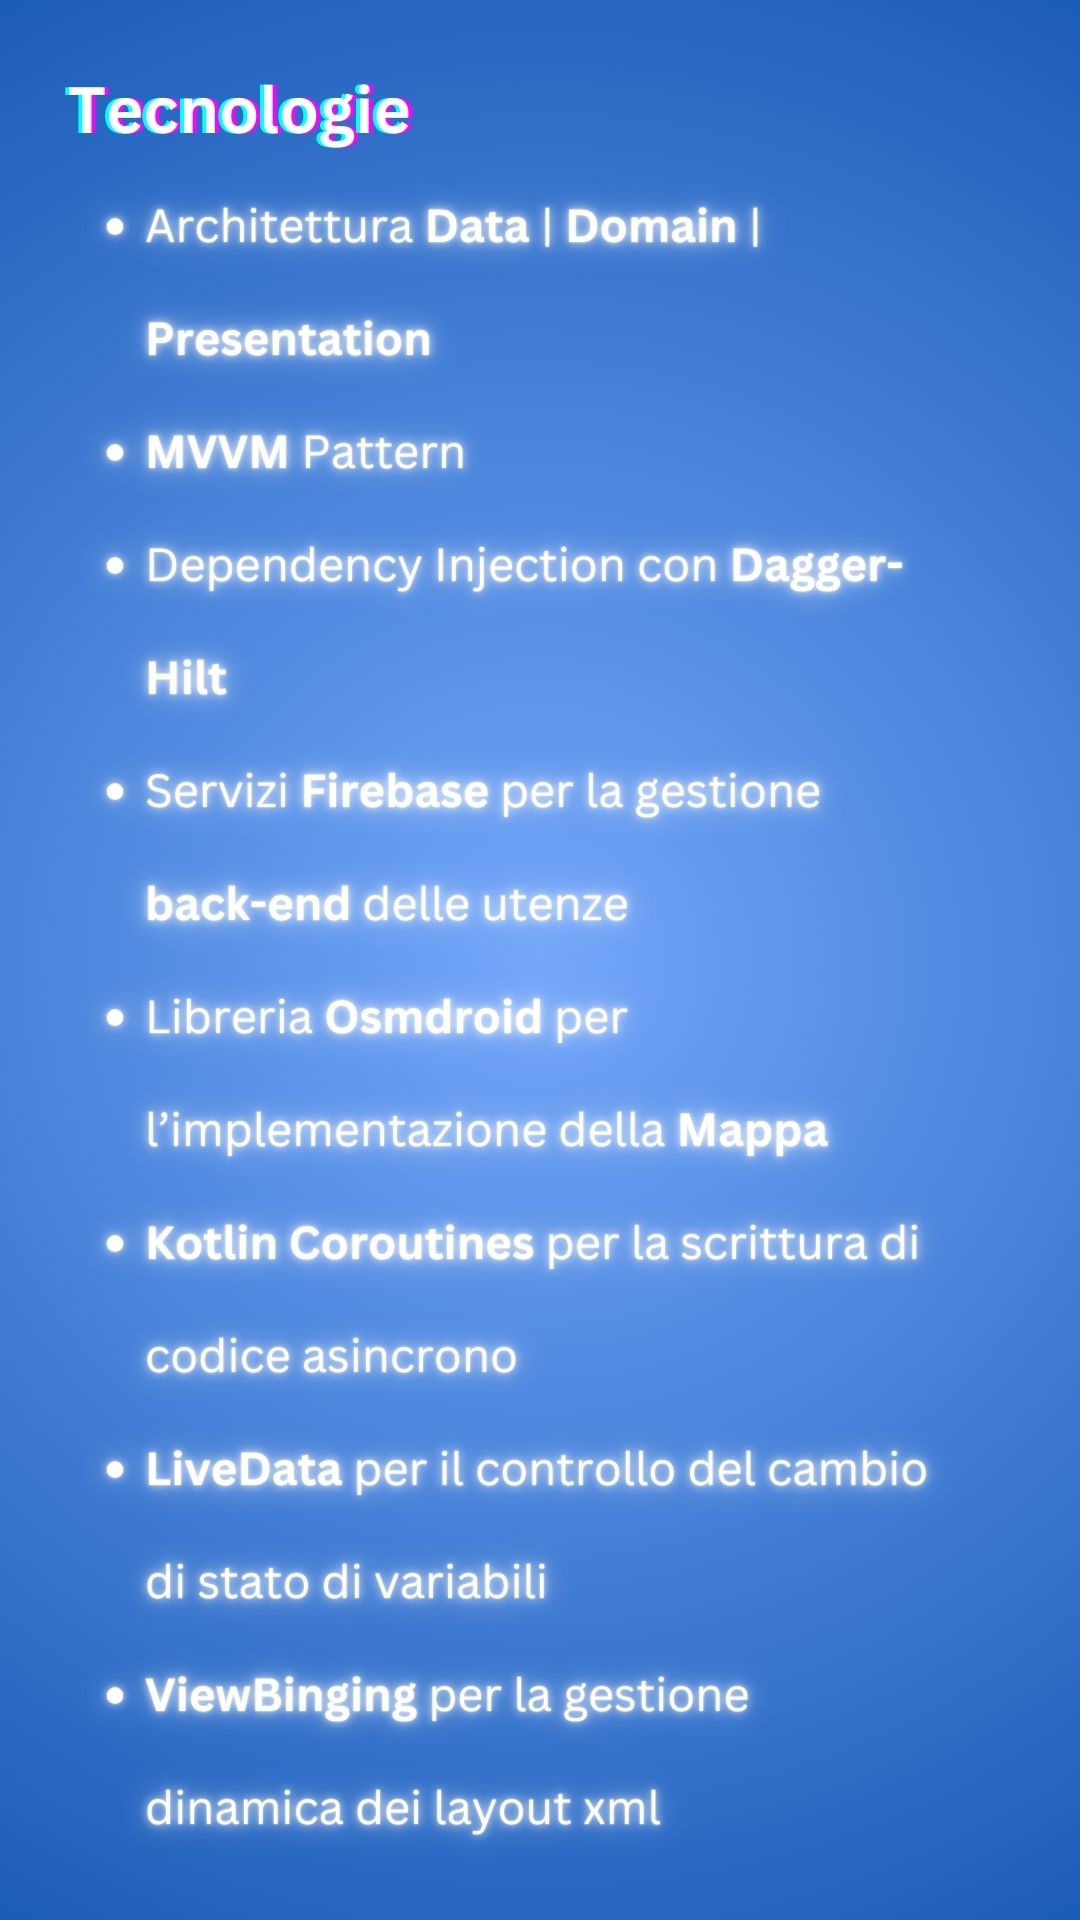 Tecnologie
• Architettura Data | Domain |
Presentation
• MVVM Pattern
• Dependency Injection con Dagger-
Hilt
• Servizi Firebase per la gestione
back-end delle utenze
• Libreria Osmdroid per
l’implementazione della Mappa
• Kotlin Coroutines per la scrittura di
codice asincrono
• LiveData per il controllo del cambio
di stato di variabili
• ViewBinging per la gestione
dinamica dei layout xml